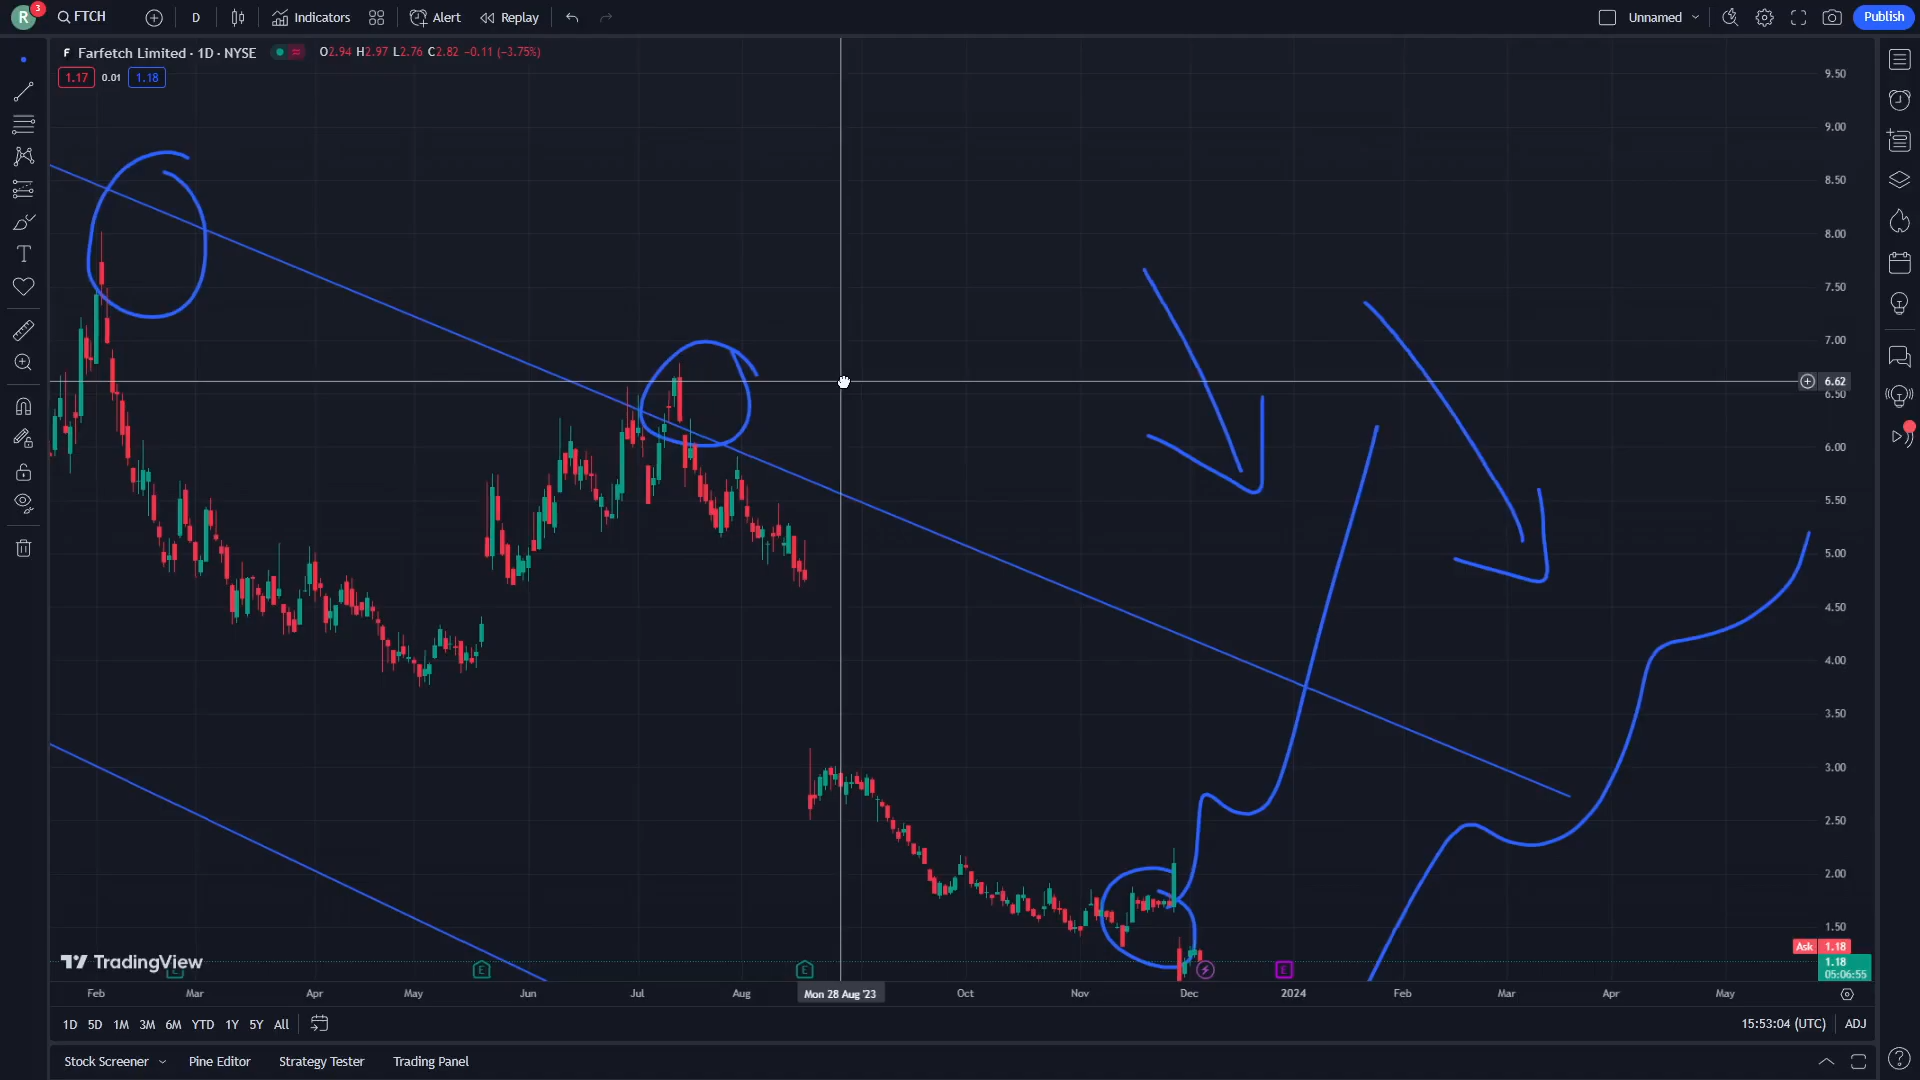 R 3 FTCH D Indicators Alert Replay Unnamed Publish
F Farfetch Limited · 1D · NYSE O2.94 H2.97 L2.76 C2.82 −0.11 (−3.75%)
1.17 0.01 1.18
9.50
9.00
8.50
8.00
7.50
7.00
6.62
6.50
6.00
5.50
5.00
4.50
4.00
3.50
3.00
2.50
2.00
1.50
Ask 1.18
1.18
05:06:55
TradingView
E E E E
Feb Mar Apr May Jun Jul Aug Mon 28 Aug '23 Oct Nov Dec 2024 Feb Mar Apr May
1D 5D 1M 3M 6M YTD 1Y 5Y All 15:53:04 (UTC) ADJ
Stock Screener Pine Editor Strategy Tester Trading Panel